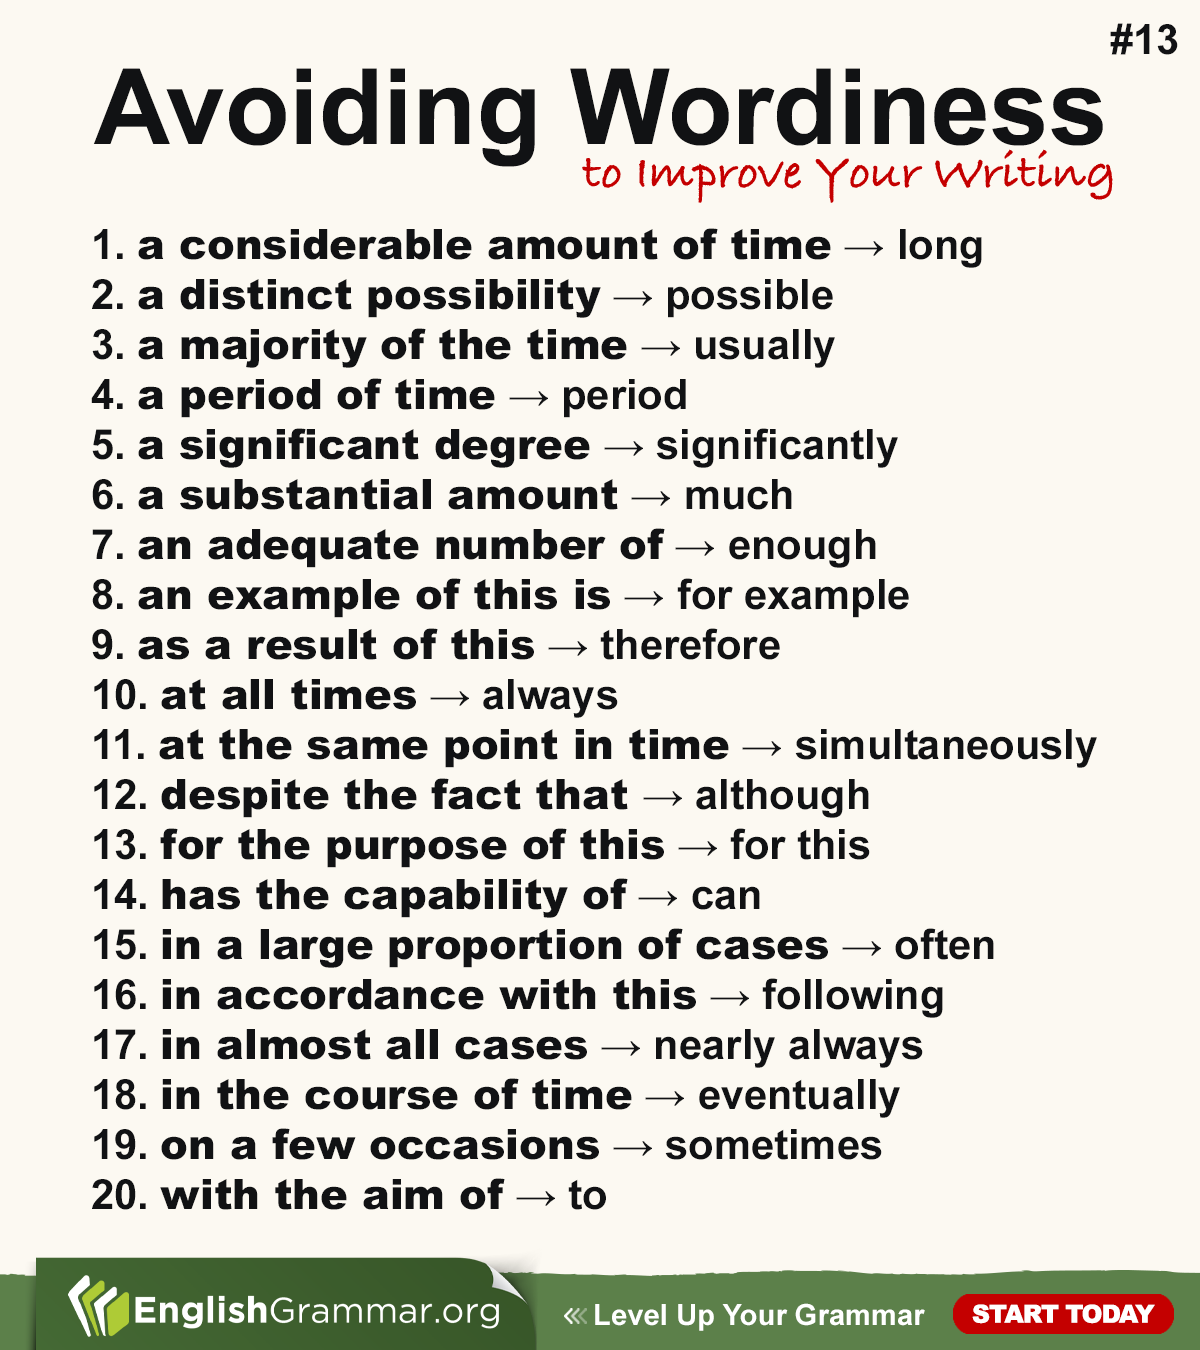 #13
Avoiding Wordiness
to Improve Your Writing
1. a considerable amount of time → long
2. a distinct possibility → possible
3. a majority of the time → usually
4. a period of time → period
5. a significant degree → significantly
6. a substantial amount → much
7. an adequate number of → enough
8. an example of this is → for example
9. as a result of this → therefore
10. at all times → always
11. at the same point in time → simultaneously
12. despite the fact that → although
13. for the purpose of this → for this
14. has the capability of → can
15. in a large proportion of cases → often
16. in accordance with this → following
17. in almost all cases → nearly always
18. in the course of time → eventually
19. on a few occasions → sometimes
20. with the aim of → to
EnglishGrammar.org
Level Up Your Grammar
START TODAY